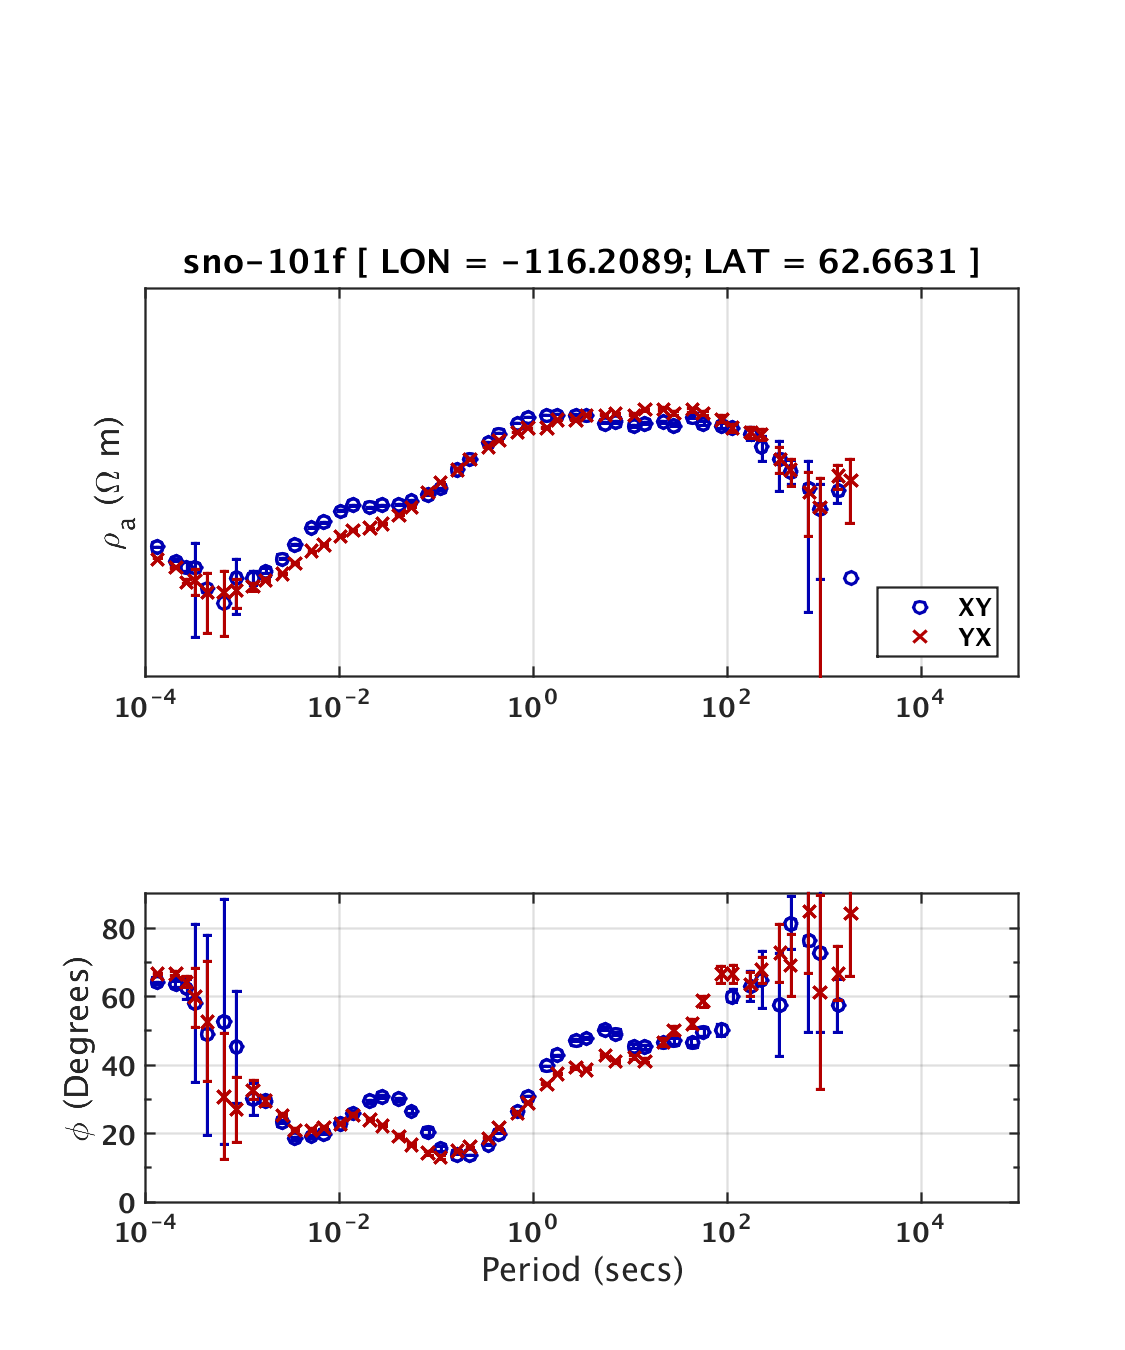 sno-101f [ LON = -116.2089; LAT = 62.6631 ]
ρa (Ω m)
XY
YX
10^-4 10^-2 10^0 10^2 10^4
80
60
40
20
0
ϕ (Degrees)
10^-4 10^-2 10^0 10^2 10^4
Period (secs)